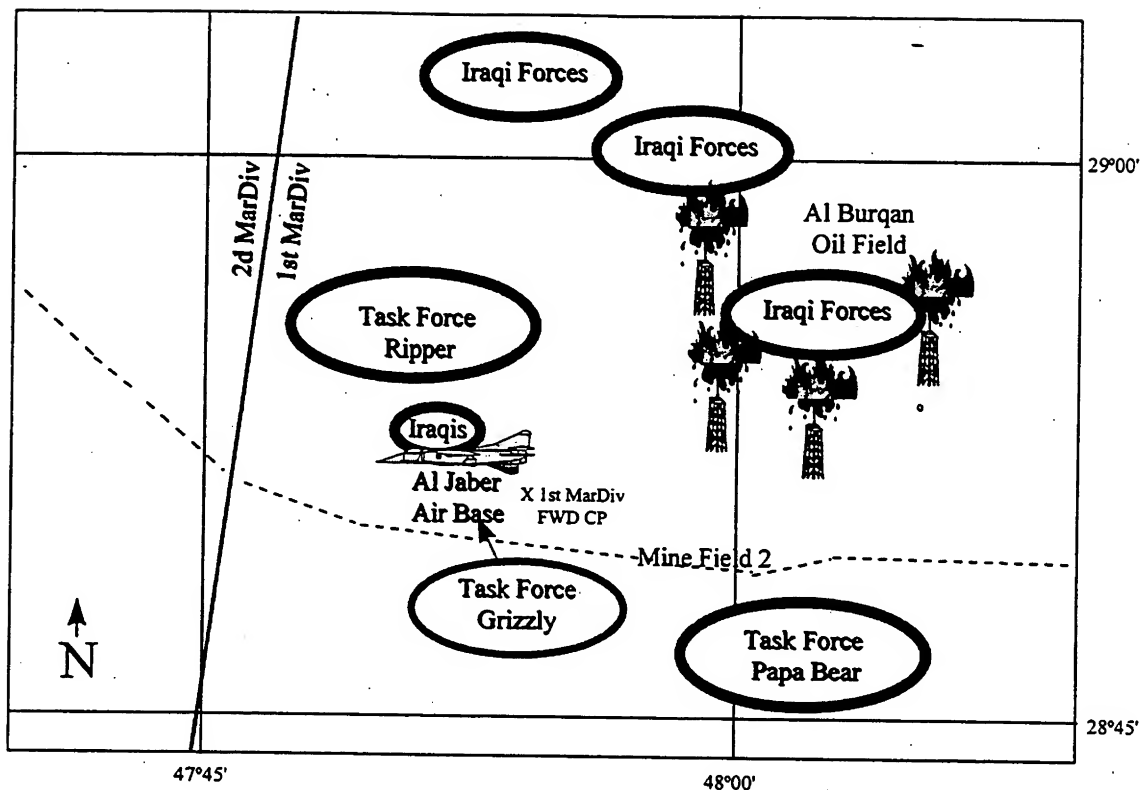 Iraqi Forces
Iraqi Forces
29°00'
2d MarDiv
1st MarDiv
Al Burqan
Oil Field
Task Force
Ripper
Iraqi Forces
Iraqis
Al Jaber
Air Base
X 1st MarDiv
FWD CP
Mine Field 2
Task Force
Grizzly
N
Task Force
Papa Bear
28°45'
47°45'
48°00'